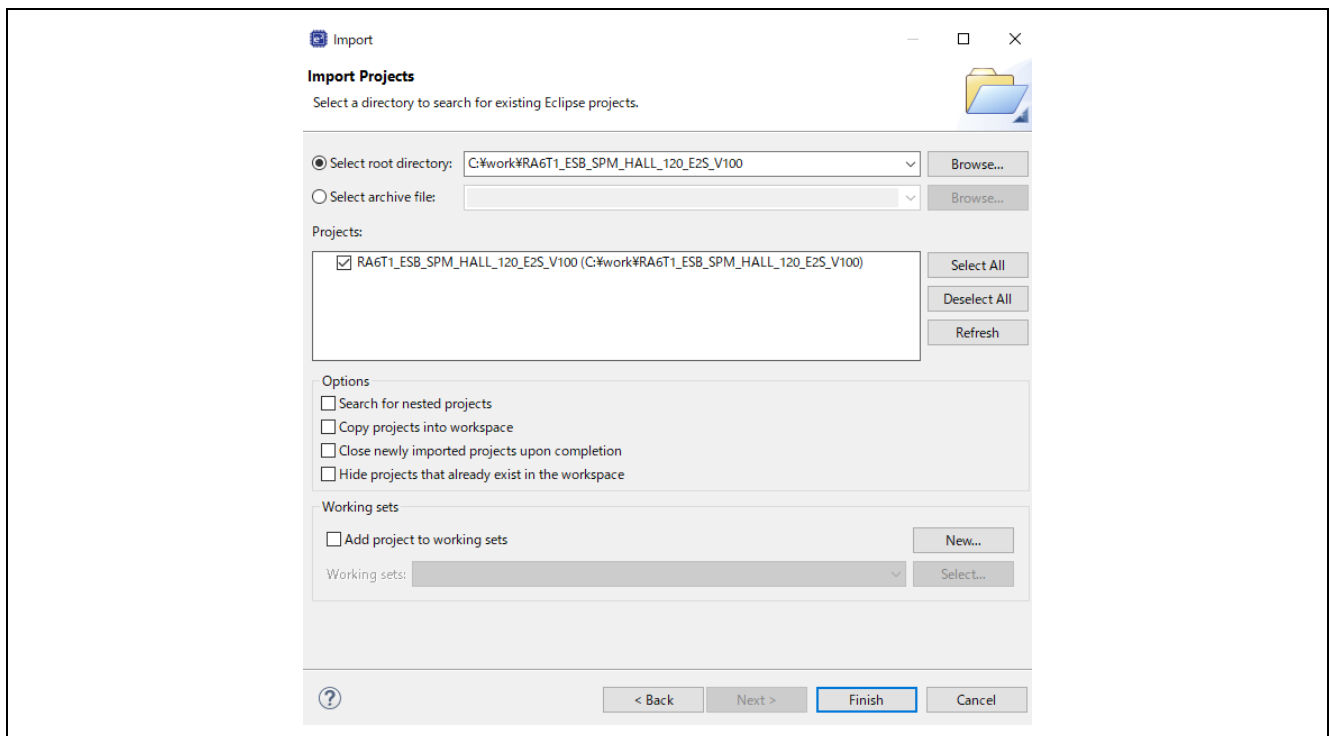 Import
Import Projects
Select a directory to search for existing Eclipse projects.
Select root directory: C:¥work¥RA6T1_ESB_SPM_HALL_120_E2S_V100 Browse...
Select archive file: Browse...
Projects:
RA6T1_ESB_SPM_HALL_120_E2S_V100 (C:¥work¥RA6T1_ESB_SPM_HALL_120_E2S_V100)
Select All
Deselect All
Refresh
Options
Search for nested projects
Copy projects into workspace
Close newly imported projects upon completion
Hide projects that already exist in the workspace
Working sets
Add project to working sets New...
Working sets: Select...
? < Back Next > Finish Cancel